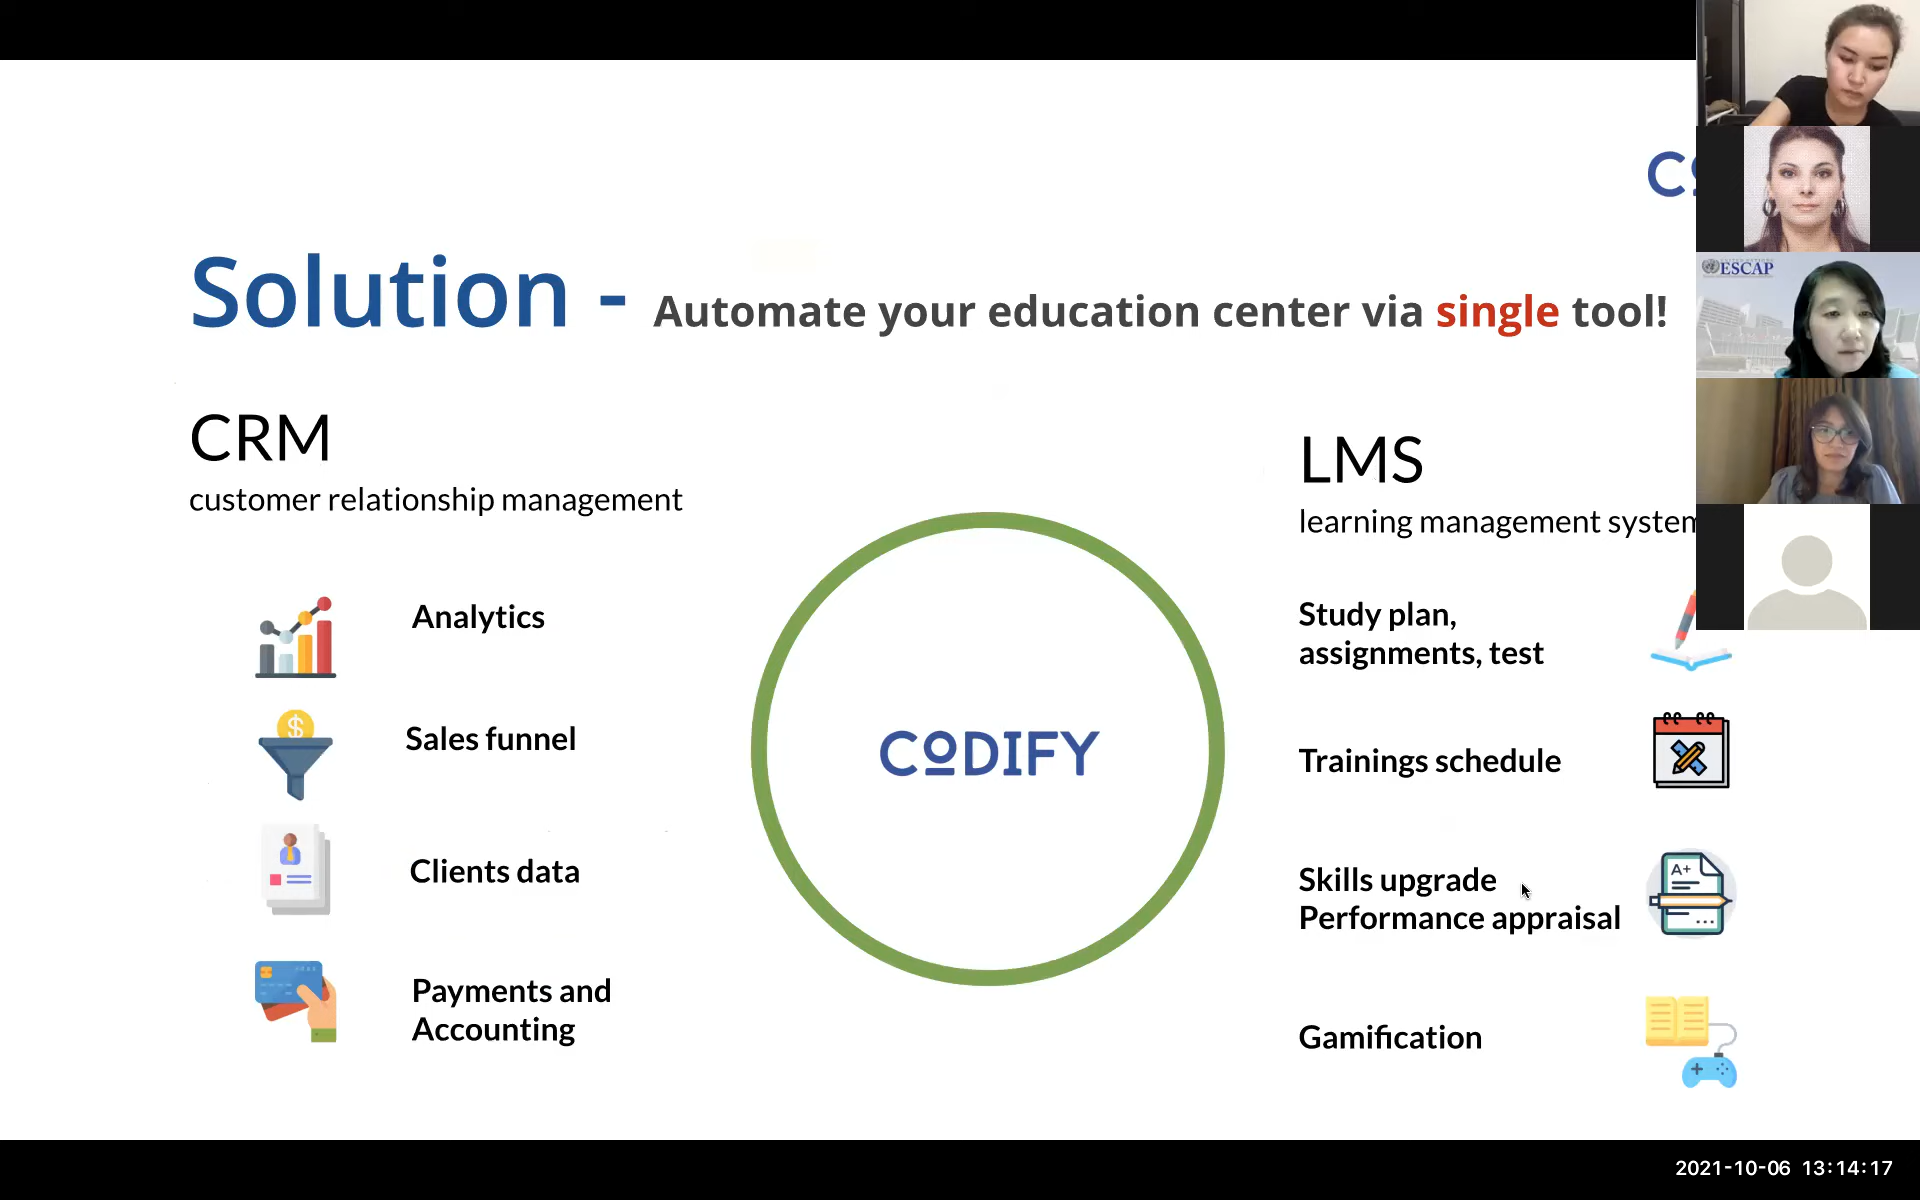 Solution - Automate your education center via single tool!
CRM
customer relationship management
Analytics
Sales funnel
Clients data
Payments and
Accounting
CODIFY
LMS
learning management system
Study plan,
assignments, test
Trainings schedule
Skills upgrade
Performance appraisal
A+
Gamification
ESCAP
2021-10-06 13:14:17